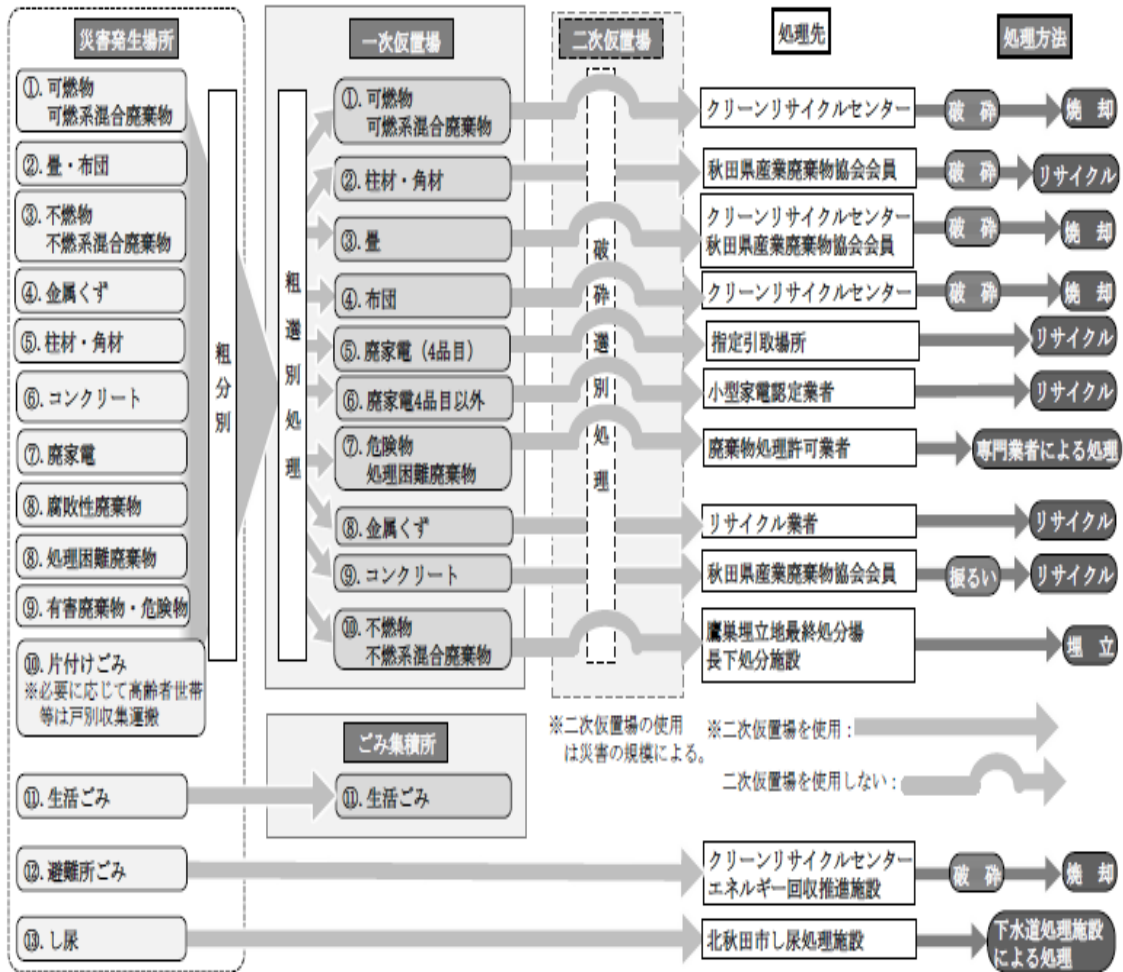 災害発生場所
①. 可燃物
可燃系混合廃棄物
②. 畳・布団
③. 不燃物
不燃系混合廃棄物
④. 金属くず
⑤. 柱材・角材
⑥. コンクリート
⑦. 廃家電
⑧. 腐敗性廃棄物
⑧. 処理困難廃棄物
⑨. 有害廃棄物・危険物
⑩. 片付けごみ
※必要に応じて高齢者世帯
等は戸別収集運搬
⑪. 生活ごみ
⑫. 避難所ごみ
⑬. し尿
粗分別
一次仮置場
粗選別処理
①. 可燃物
可燃系混合廃棄物
②. 柱材・角材
③. 畳
④. 布団
⑤. 廃家電（4品目）
⑥. 廃家電4品目以外
⑦. 危険物
処理困難廃棄物
⑧. 金属くず
⑨. コンクリート
⑩. 不燃物
不燃系混合廃棄物
ごみ集積所
⑪. 生活ごみ
二次仮置場
破砕選別処理
※二次仮置場の使用
は災害の規模による。
処理先
処理方法
クリーンリサイクルセンター
破 砕
焼 却
秋田県産業廃棄物協会会員
破 砕
リサイクル
クリーンリサイクルセンター
秋田県産業廃棄物協会会員
破 砕
焼 却
クリーンリサイクルセンター
破 砕
焼 却
指定引取場所
リサイクル
小型家電認定業者
リサイクル
廃棄物処理許可業者
専門業者による処理
リサイクル業者
リサイクル
秋田県産業廃棄物協会会員
振るい
リサイクル
鷹巣埋立地最終処分場
長下処分施設
埋 立
※二次仮置場を使用：
二次仮置場を使用しない：
クリーンリサイクルセンター
エネルギー回収推進施設
破 砕
焼 却
北秋田市し尿処理施設
下水道処理施設
による処理